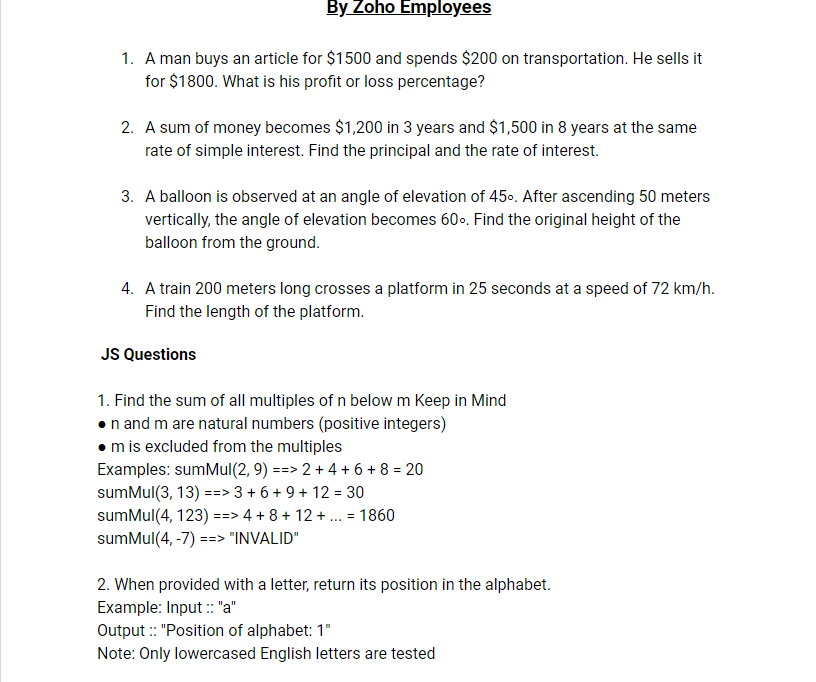 By Zoho Employees
1. A man buys an article for $1500 and spends $200 on transportation. He sells it
for $1800. What is his profit or loss percentage?
2. A sum of money becomes $1,200 in 3 years and $1,500 in 8 years at the same
rate of simple interest. Find the principal and the rate of interest.
3. A balloon is observed at an angle of elevation of 45∘. After ascending 50 meters
vertically, the angle of elevation becomes 60∘. Find the original height of the
balloon from the ground.
4. A train 200 meters long crosses a platform in 25 seconds at a speed of 72 km/h.
Find the length of the platform.
JS Questions
1. Find the sum of all multiples of n below m Keep in Mind
● n and m are natural numbers (positive integers)
● m is excluded from the multiples
Examples: sumMul(2, 9) ==> 2 + 4 + 6 + 8 = 20
sumMul(3, 13) ==> 3 + 6 + 9 + 12 = 30
sumMul(4, 123) ==> 4 + 8 + 12 + ... = 1860
sumMul(4, -7) ==> "INVALID"
2. When provided with a letter, return its position in the alphabet.
Example: Input :: "a"
Output :: "Position of alphabet: 1"
Note: Only lowercased English letters are tested